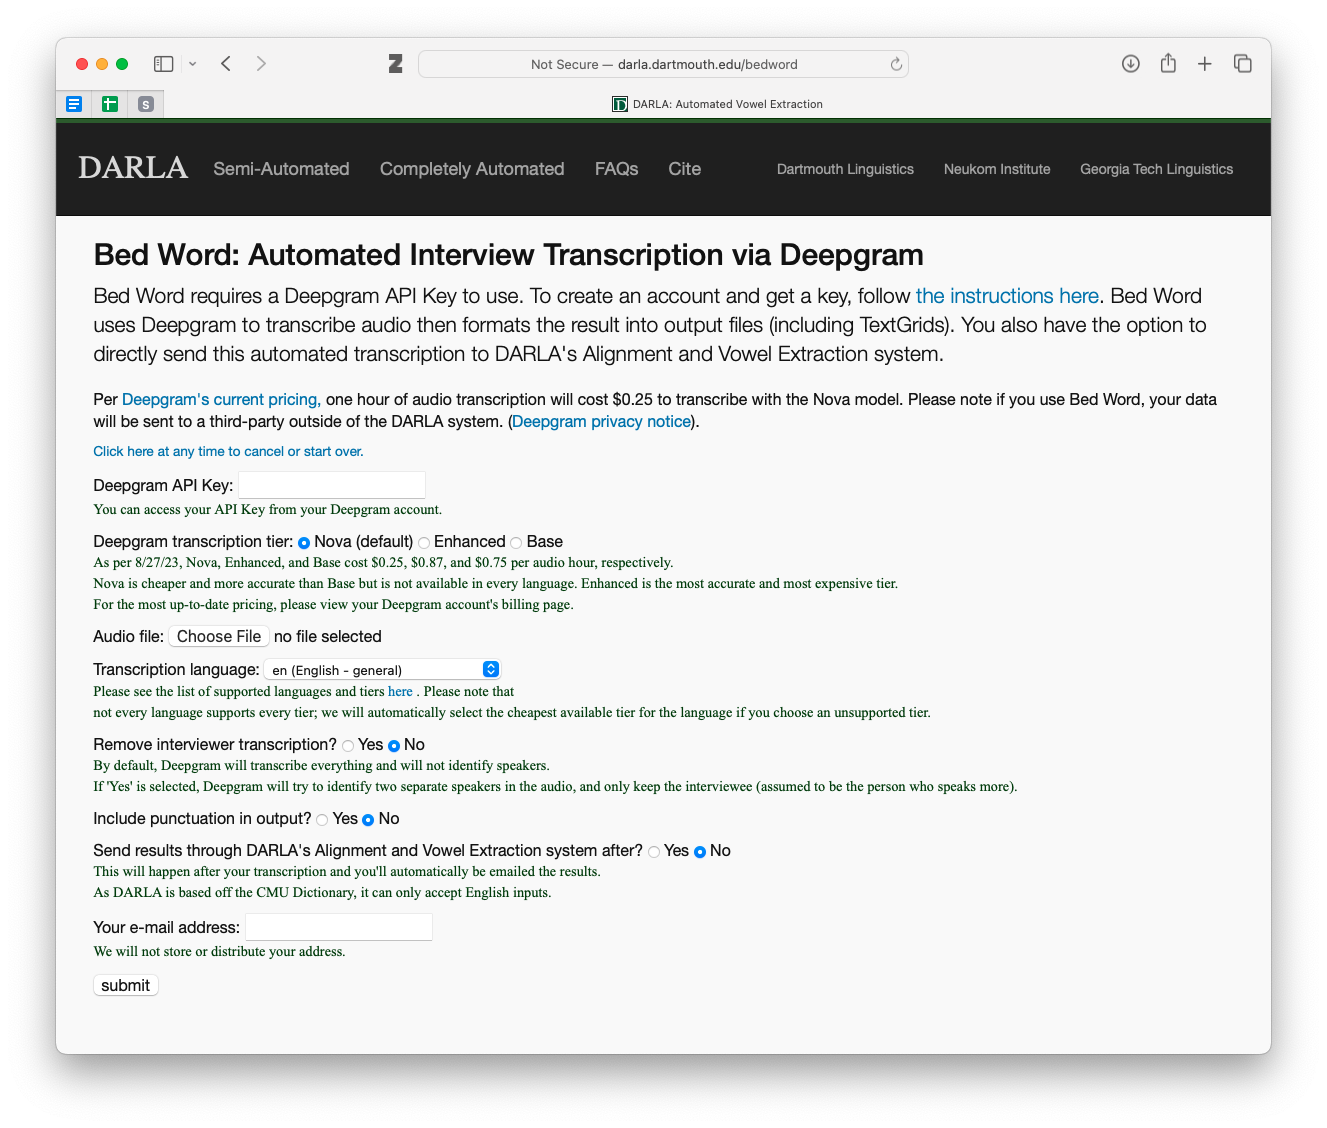 Not Secure — darla.dartmouth.edu/bedword
S
D DARLA: Automated Vowel Extraction
DARLA Semi-Automated Completely Automated FAQs Cite Dartmouth Linguistics Neukom Institute Georgia Tech Linguistics
Bed Word: Automated Interview Transcription via Deepgram
Bed Word requires a Deepgram API Key to use. To create an account and get a key, follow the instructions here. Bed Word
uses Deepgram to transcribe audio then formats the result into output files (including TextGrids). You also have the option to
directly send this automated transcription to DARLA's Alignment and Vowel Extraction system.
Per Deepgram's current pricing, one hour of audio transcription will cost $0.25 to transcribe with the Nova model. Please note if you use Bed Word, your data
will be sent to a third-party outside of the DARLA system. (Deepgram privacy notice).
Click here at any time to cancel or start over.
Deepgram API Key:
You can access your API Key from your Deepgram account.
Deepgram transcription tier: Nova (default) Enhanced Base
As per 8/27/23, Nova, Enhanced, and Base cost $0.25, $0.87, and $0.75 per audio hour, respectively.
Nova is cheaper and more accurate than Base but is not available in every language. Enhanced is the most accurate and most expensive tier.
For the most up-to-date pricing, please view your Deepgram account's billing page.
Audio file: Choose File no file selected
Transcription language: en (English - general)
Please see the list of supported languages and tiers here . Please note that
not every language supports every tier; we will automatically select the cheapest available tier for the language if you choose an unsupported tier.
Remove interviewer transcription? Yes No
By default, Deepgram will transcribe everything and will not identify speakers.
If 'Yes' is selected, Deepgram will try to identify two separate speakers in the audio, and only keep the interviewee (assumed to be the person who speaks more).
Include punctuation in output? Yes No
Send results through DARLA's Alignment and Vowel Extraction system after? Yes No
This will happen after your transcription and you'll automatically be emailed the results.
As DARLA is based off the CMU Dictionary, it can only accept English inputs.
Your e-mail address:
We will not store or distribute your address.
submit